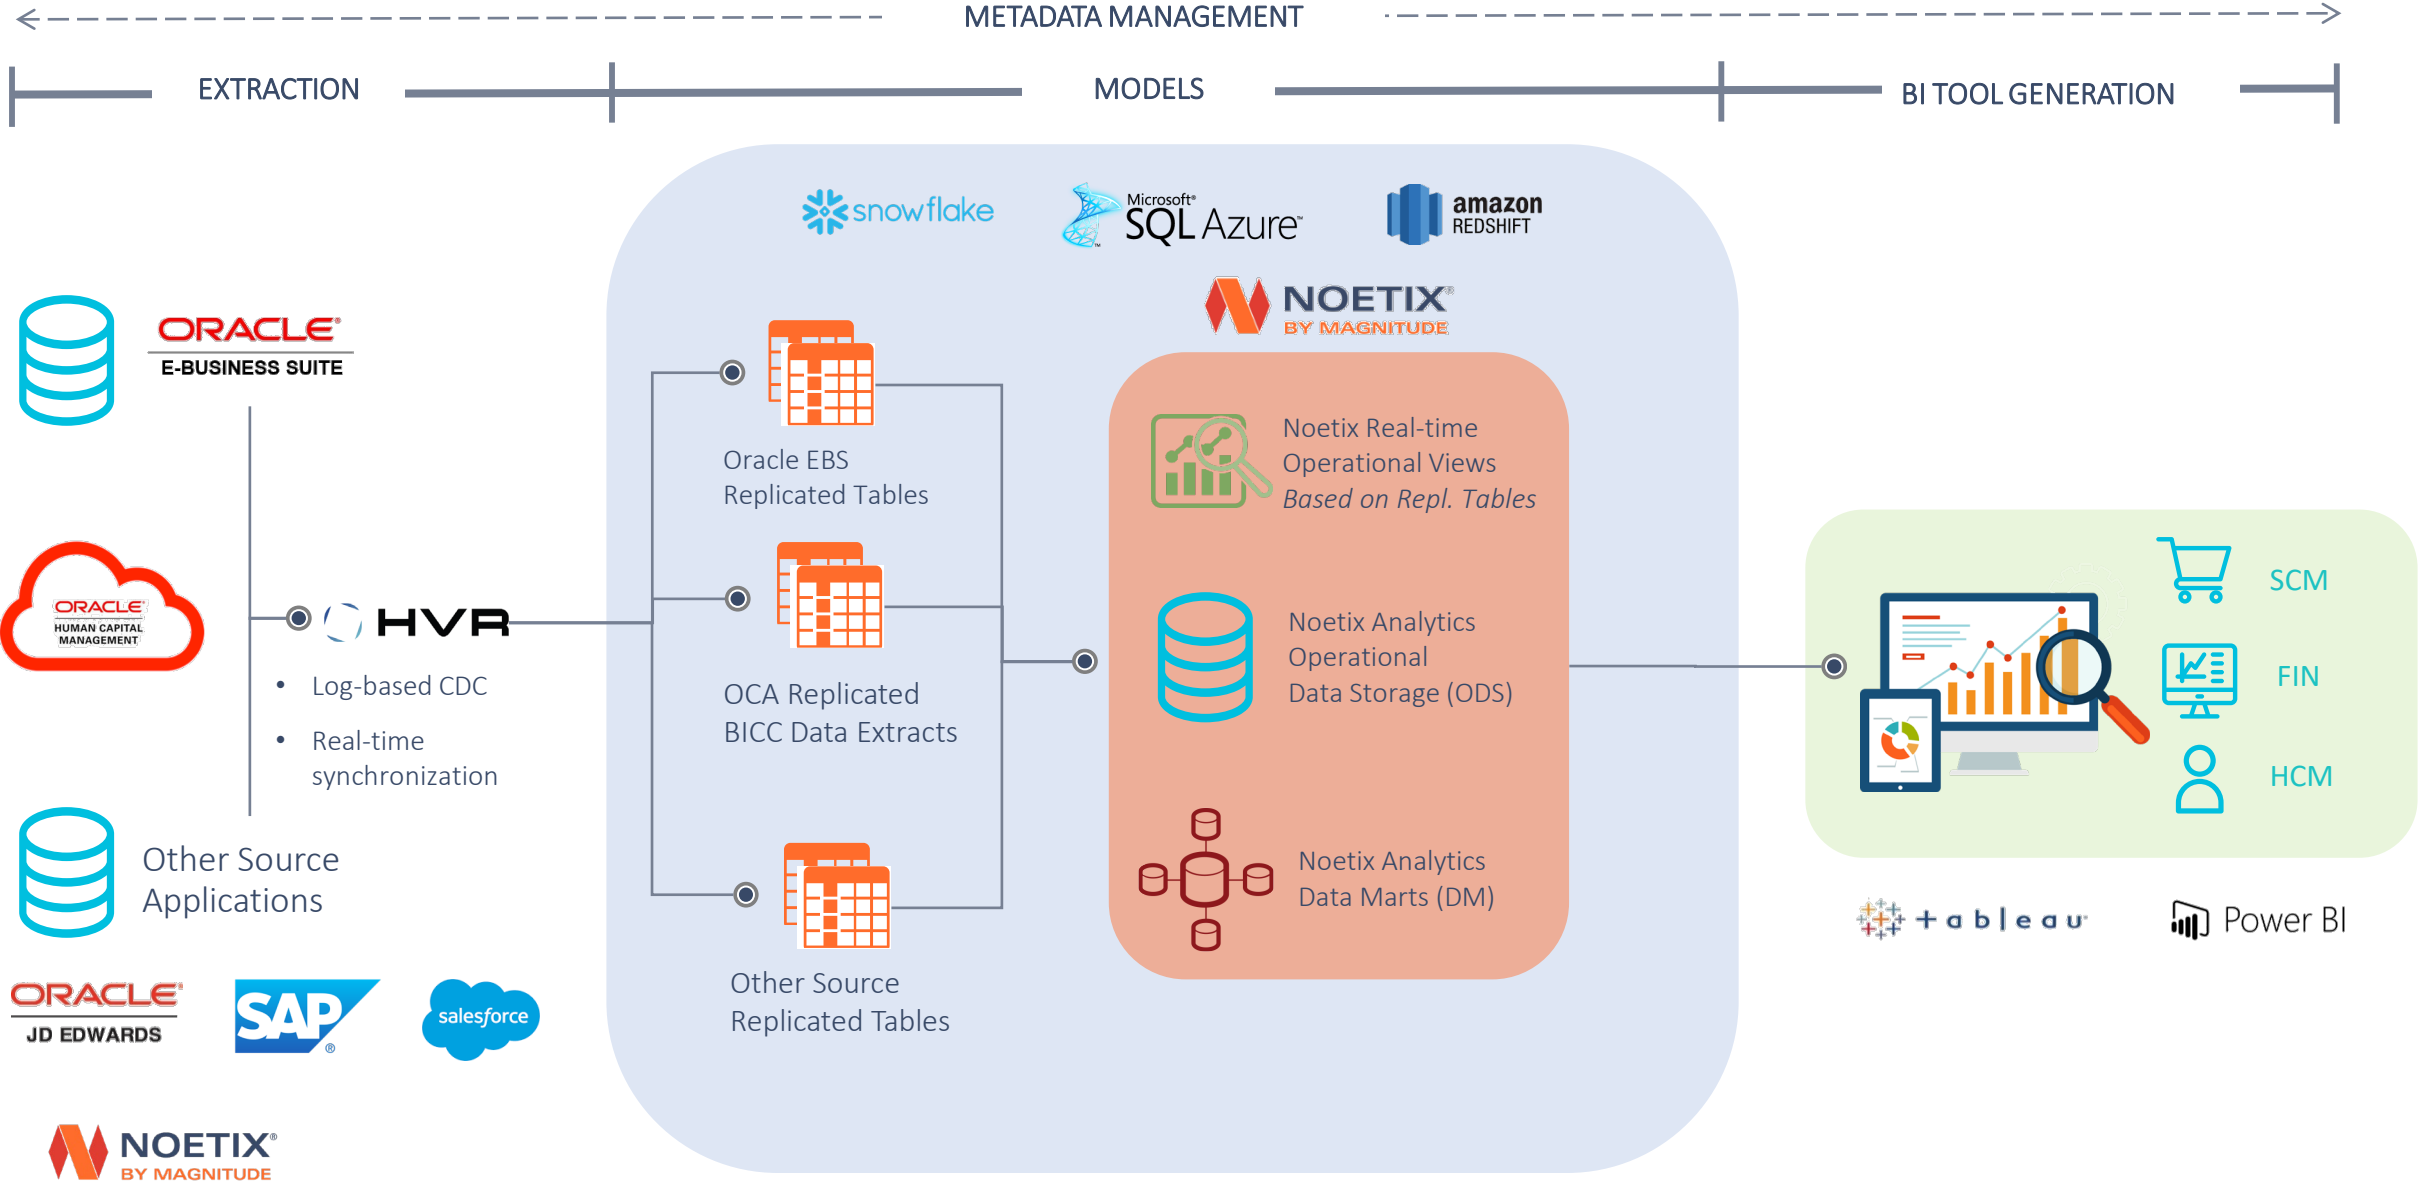 METADATA MANAGEMENT
EXTRACTION
MODELS
BI TOOL GENERATION
snowflake
Microsoft®
SQL Azure™
amazon
REDSHIFT
NOETIX®
BY MAGNITUDE
ORACLE®
E-BUSINESS SUITE
ORACLE®
HUMAN CAPITAL
MANAGEMENT
HVR
• Log-based CDC
• Real-time
synchronization
Other Source
Applications
ORACLE®
JD EDWARDS
SAP®
salesforce
NOETIX®
BY MAGNITUDE
Oracle EBS
Replicated Tables
OCA Replicated
BICC Data Extracts
Other Source
Replicated Tables
Noetix Real-time
Operational Views
Based on Repl. Tables
Noetix Analytics
Operational
Data Storage (ODS)
Noetix Analytics
Data Marts (DM)
SCM
FIN
HCM
+ableau®
Power BI